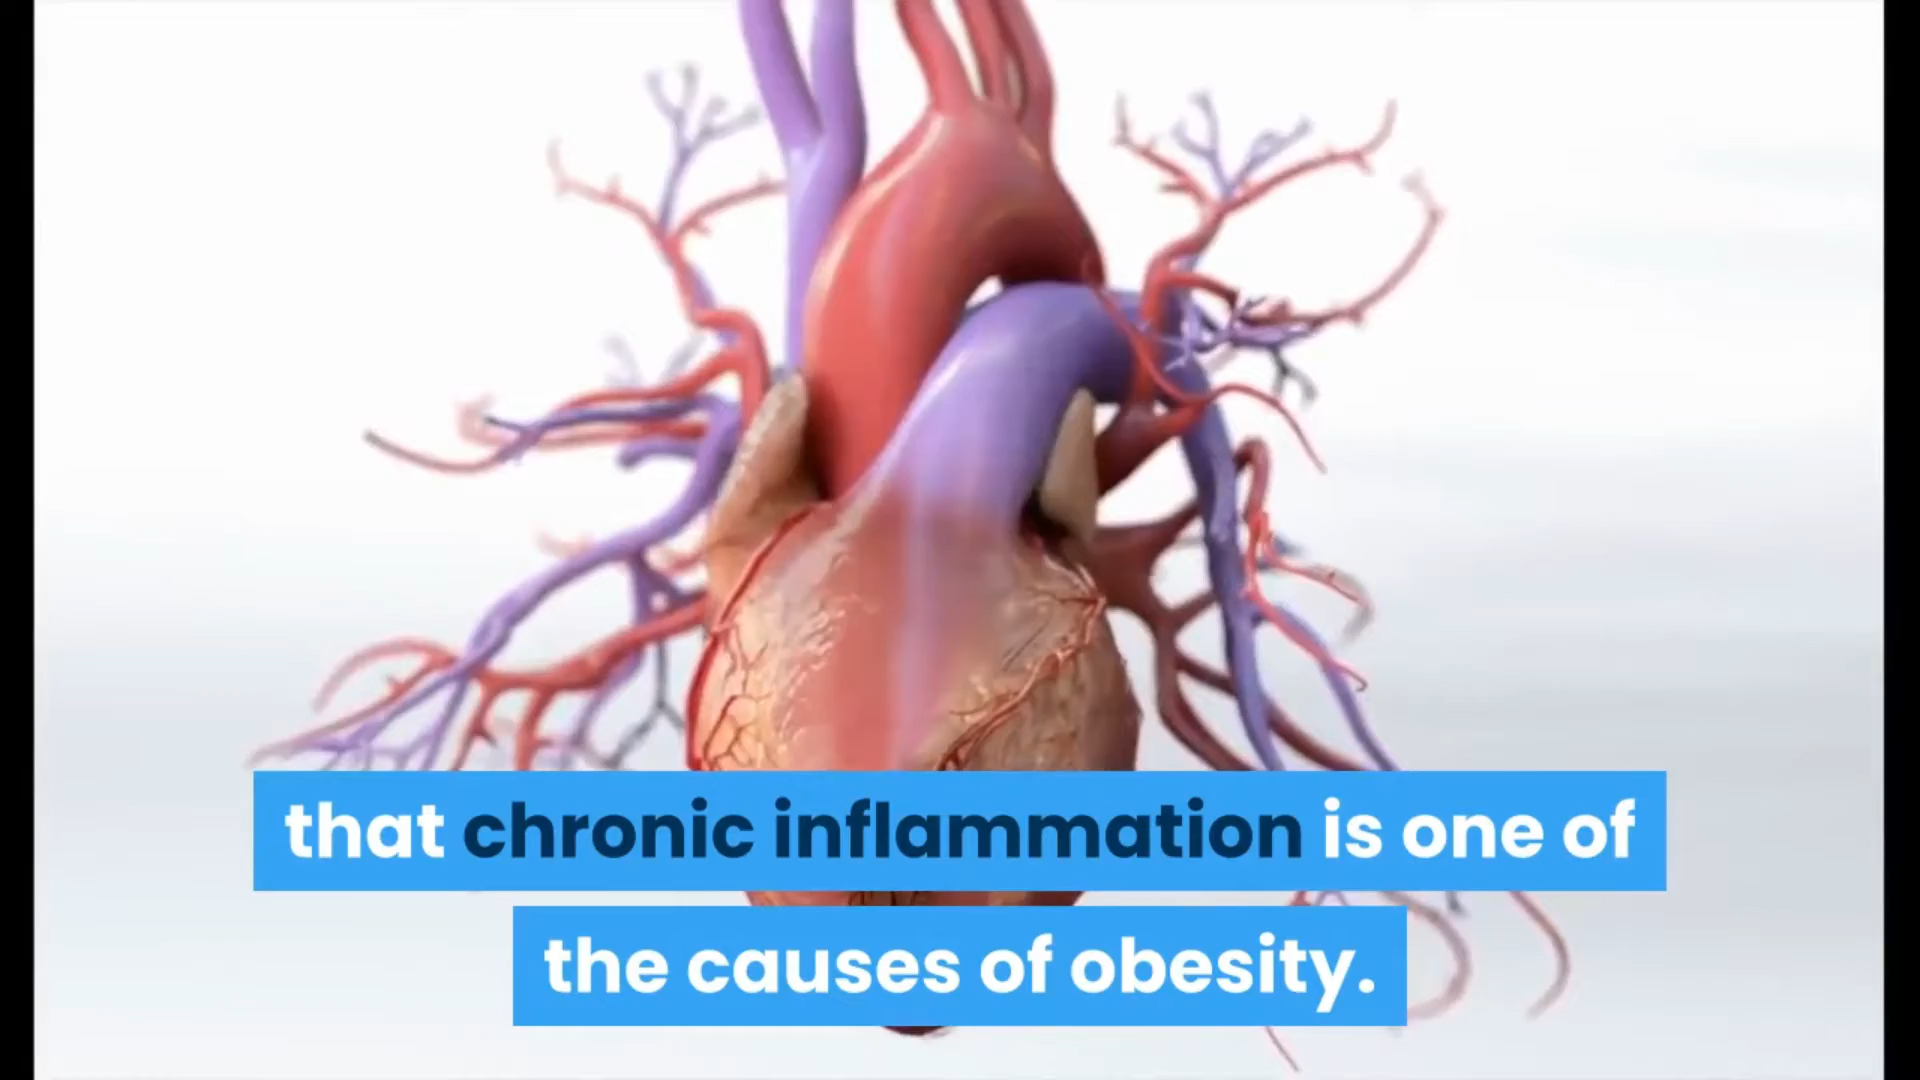 that chronic inflammation is one of
the causes of obesity.